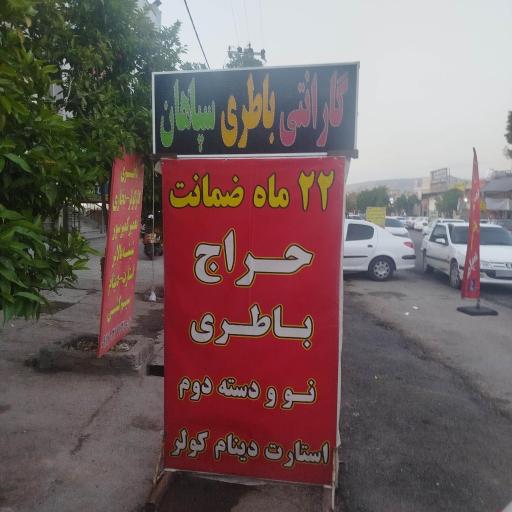 گارانتی باطری سپاهان
۲۲ ماه ضمانت
حراج
باطری
نو و دسته دوم
استارت دینام کولر